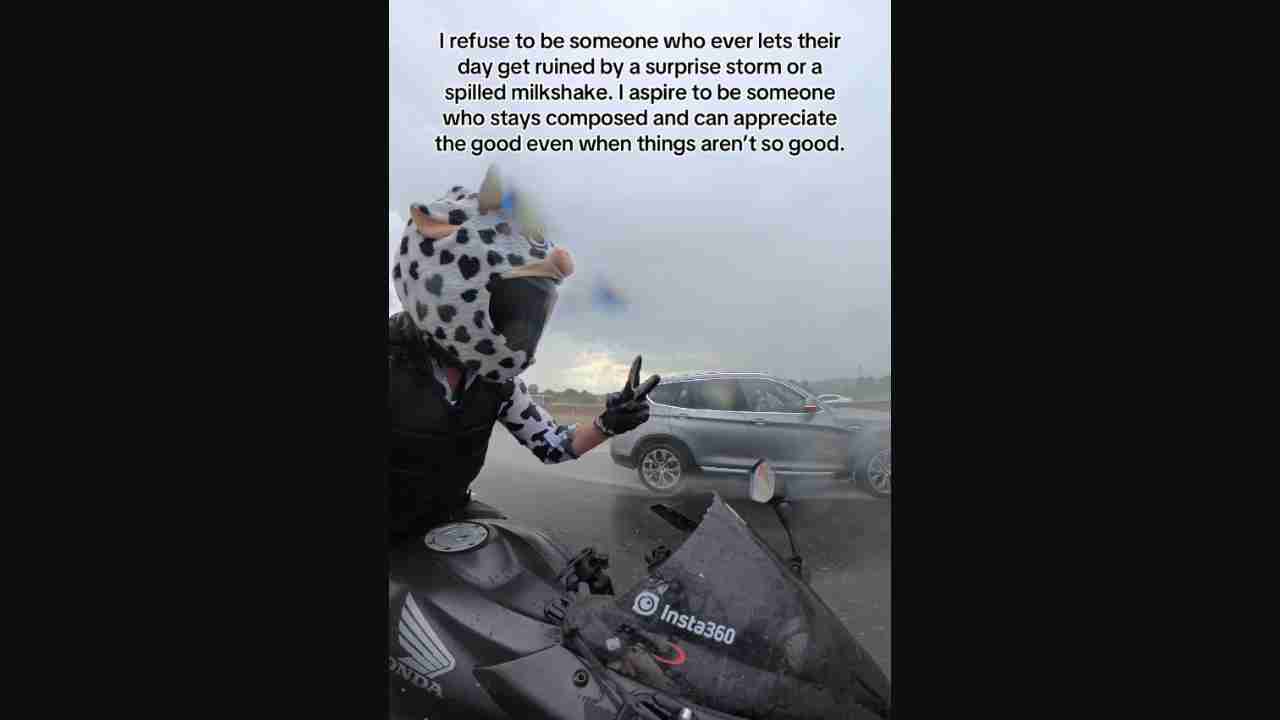 I refuse to be someone who ever lets their
day get ruined by a surprise storm or a
spilled milkshake. I aspire to be someone
who stays composed and can appreciate
the good even when things aren't so good.
Insta360
HONDA